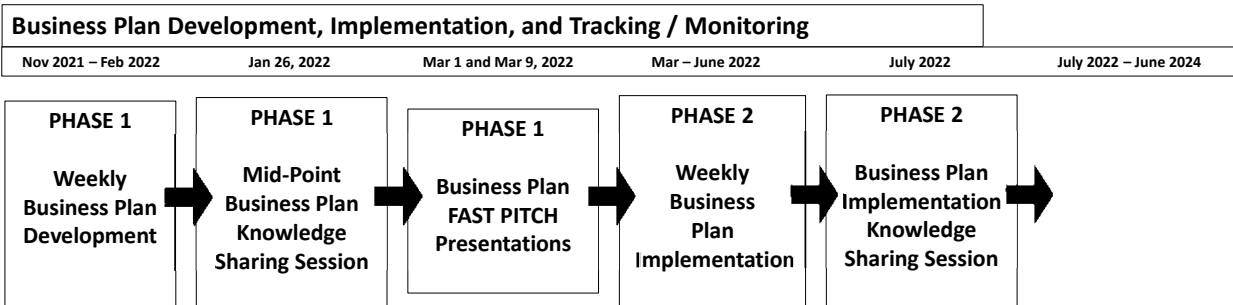 Business Plan Development, Implementation, and Tracking / Monitoring
Nov 2021 – Feb 2022
Jan 26, 2022
Mar 1 and Mar 9, 2022
Mar – June 2022
July 2022
July 2022 – June 2024
PHASE 1
Weekly
Business Plan
Development
PHASE 1
Mid-Point
Business Plan
Knowledge
Sharing Session
PHASE 1
Business Plan
FAST PITCH
Presentations
PHASE 2
Weekly
Business
Plan
Implementation
PHASE 2
Business Plan
Implementation
Knowledge
Sharing Session